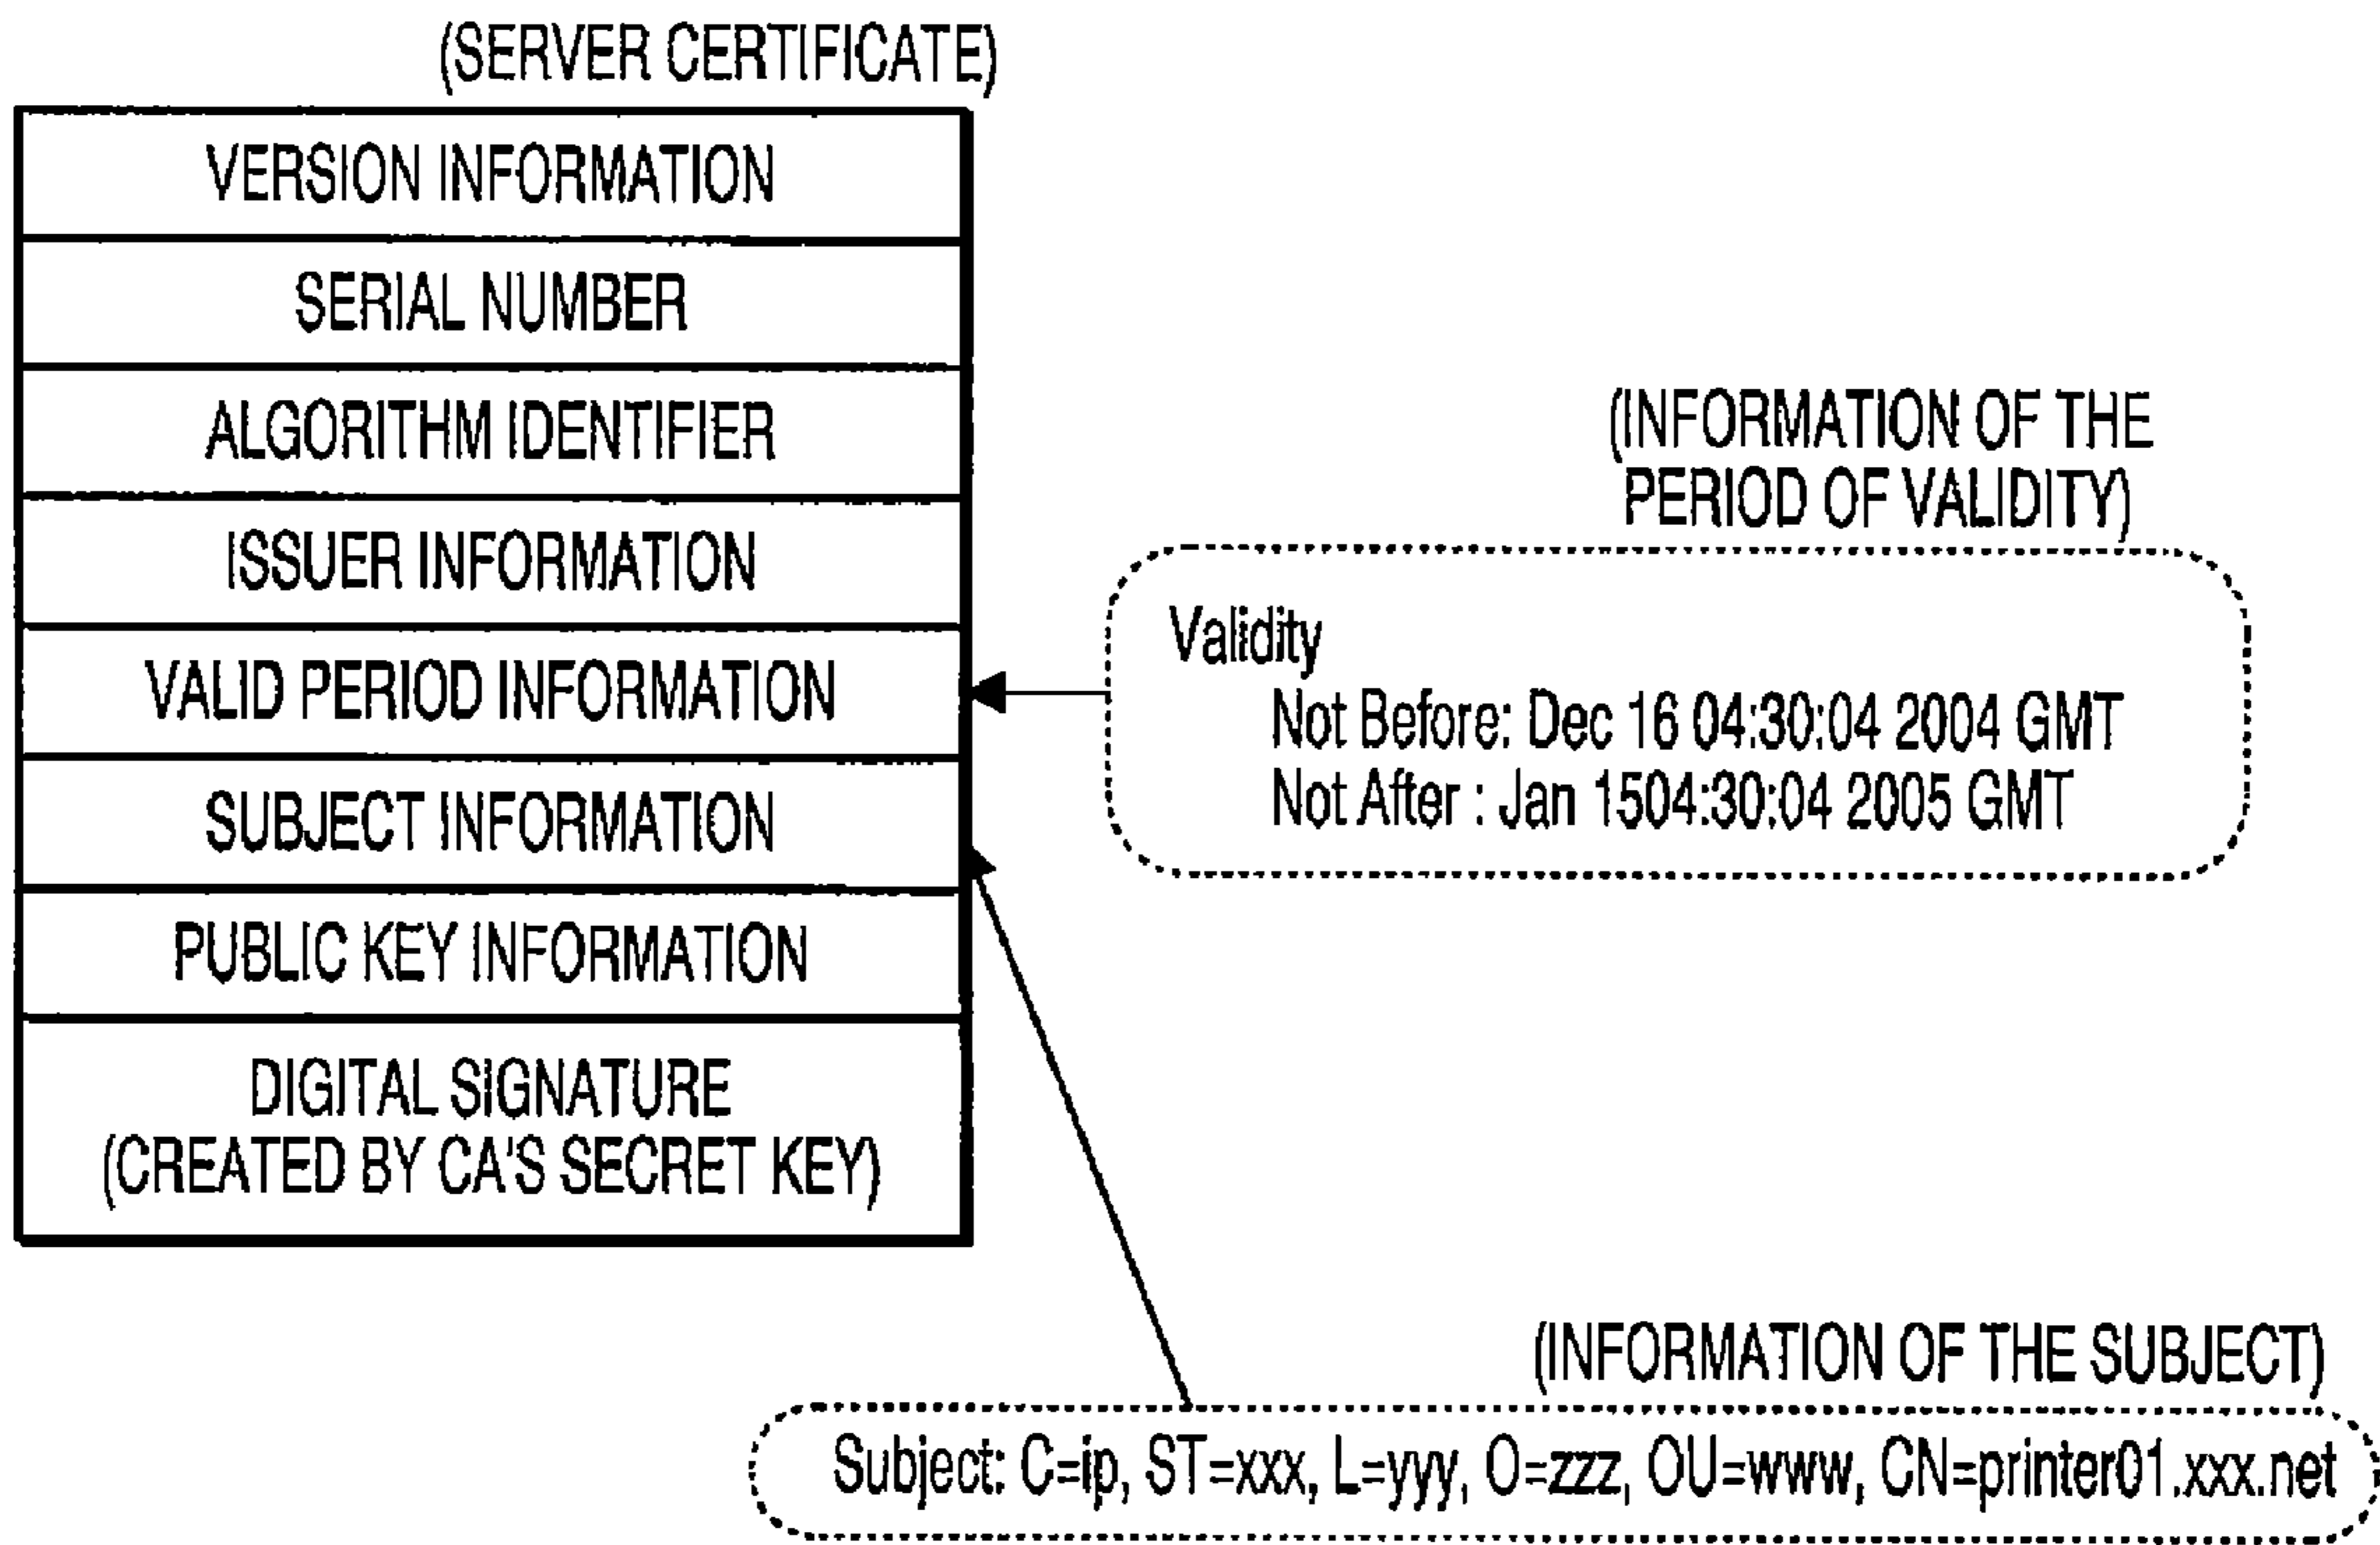 (SERVER CERTIFICATE)
VERSION INFORMATION
SERIAL NUMBER
ALGORITHM IDENTIFIER
ISSUER INFORMATION
VALID PERIOD INFORMATION
SUBJECT INFORMATION
PUBLIC KEY INFORMATION
DIGITAL SIGNATURE
(CREATED BY CA'S SECRET KEY)
(INFORMATION OF THE
PERIOD OF VALIDITY)
Validity
Not Before: Dec 16 04:30:04 2004 GMT
Not After : Jan 1504:30:04 2005 GMT
(INFORMATION OF THE SUBJECT)
Subject: C=ip, ST=xxx, L=yyy, O=zzz, OU=www, CN=printer01.xxx.net